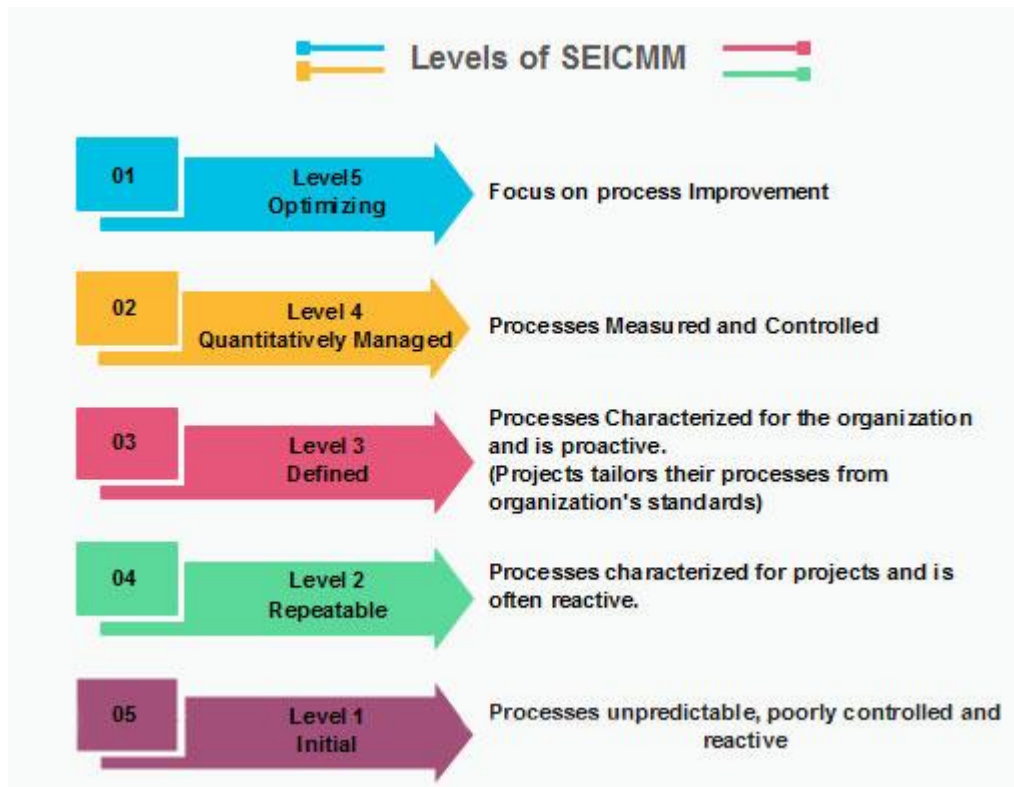 Levels of SEICMM
01
Level5
Optimizing
Focus on process Improvement
02
Level 4
Quantitatively Managed
Processes Measured and Controlled
03
Level 3
Defined
Processes Characterized for the organization
and is proactive.
(Projects tailors their processes from
organization's standards)
04
Level 2
Repeatable
Processes characterized for projects and is
often reactive.
05
Level 1
Initial
Processes unpredictable, poorly controlled and
reactive